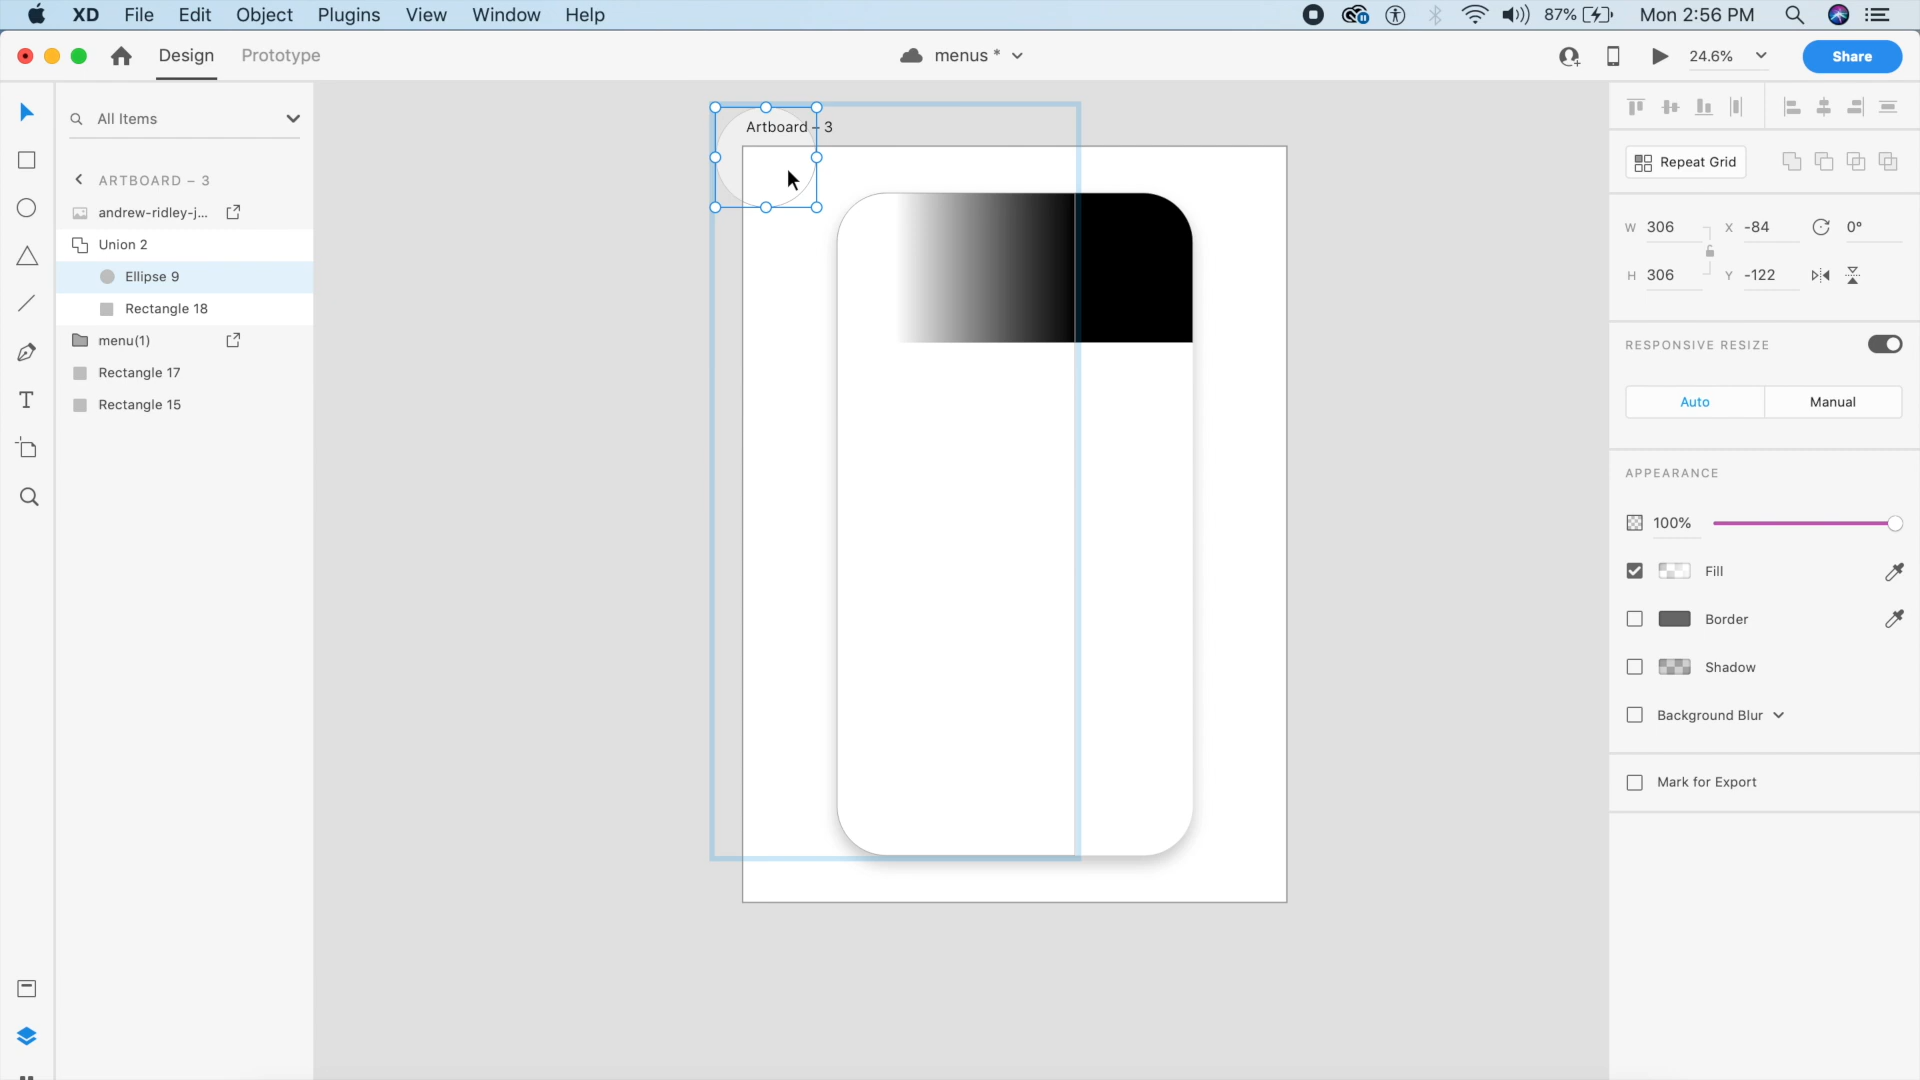 XD File Edit Object Plugins View Window Help 87% Mon 2:56 PM
Design Prototype menus * 24.6% Share
All Items
ARTBOARD – 3
andrew-ridley-j...
Union 2
Ellipse 9
Rectangle 18
menu(1)
Rectangle 17
Rectangle 15
Artboard – 3
Repeat Grid
W 306 X -84 0°
H 306 Y -122
RESPONSIVE RESIZE
Auto Manual
APPEARANCE
100%
Fill
Border
Shadow
Background Blur
Mark for Export